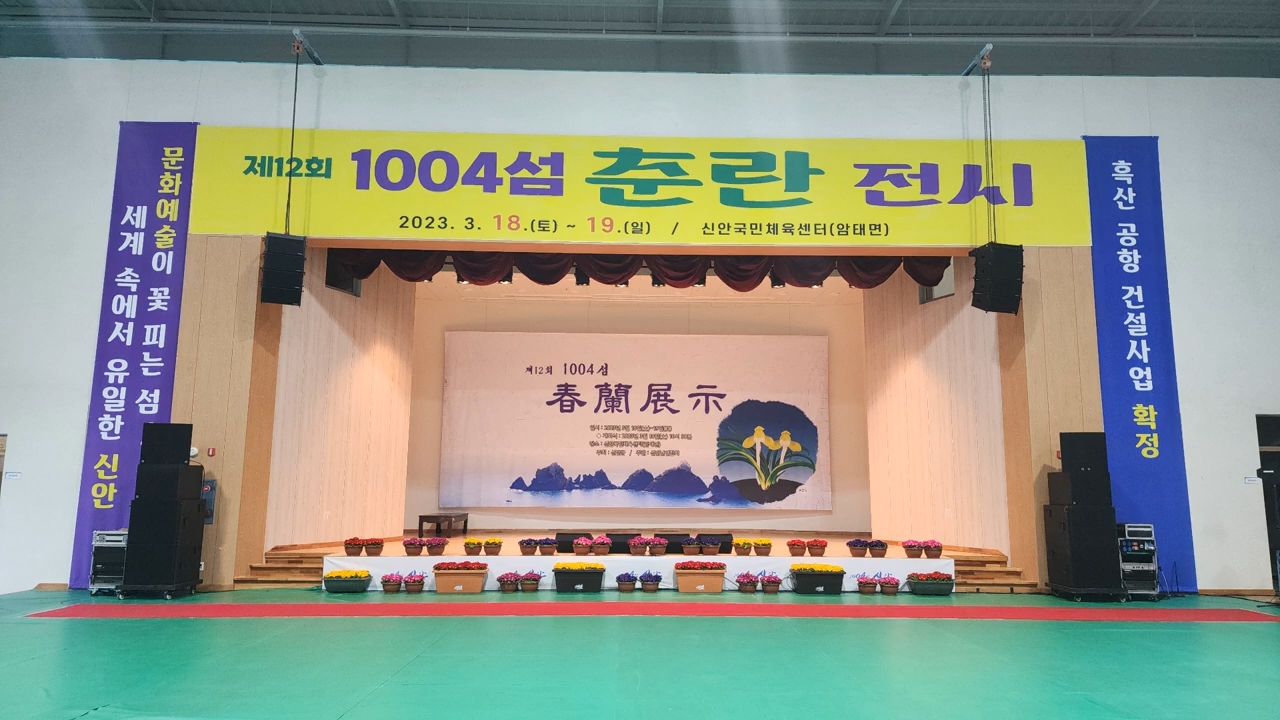 제12회 1004섬 춘란 전시
2023. 3. 18.(토) ~ 19.(일) / 신안국민체육센터(암태면)
문화예술이 꽃 피는 섬
세계 속에서 유일한 신안
흑산 공항 건설사업 확정
제12회 1004섬
春蘭展示